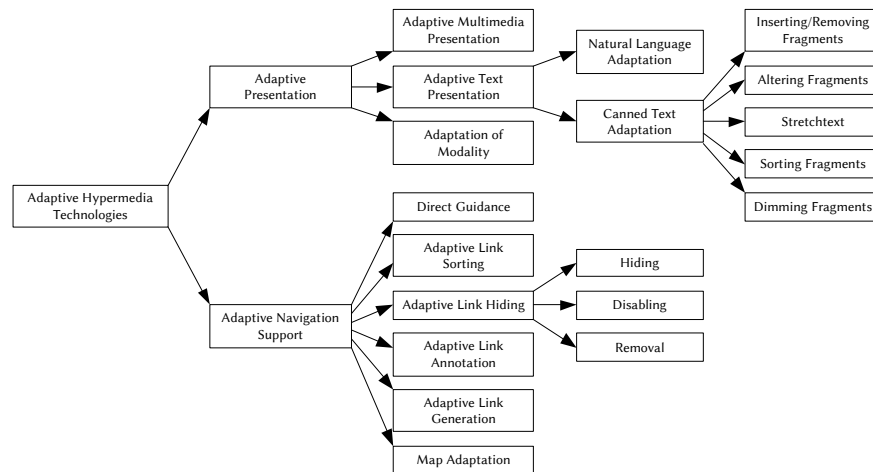 Adaptive Hypermedia
Technologies
Adaptive
Presentation
Adaptive Multimedia
Presentation
Adaptive Text
Presentation
Natural Language
Adaptation
Canned Text
Adaptation
Inserting/Removing
Fragments
Altering Fragments
Stretchtext
Sorting Fragments
Dimming Fragments
Adaptation of
Modality
Adaptive Navigation
Support
Direct Guidance
Adaptive Link
Sorting
Adaptive Link Hiding
Hiding
Disabling
Removal
Adaptive Link
Annotation
Adaptive Link
Generation
Map Adaptation